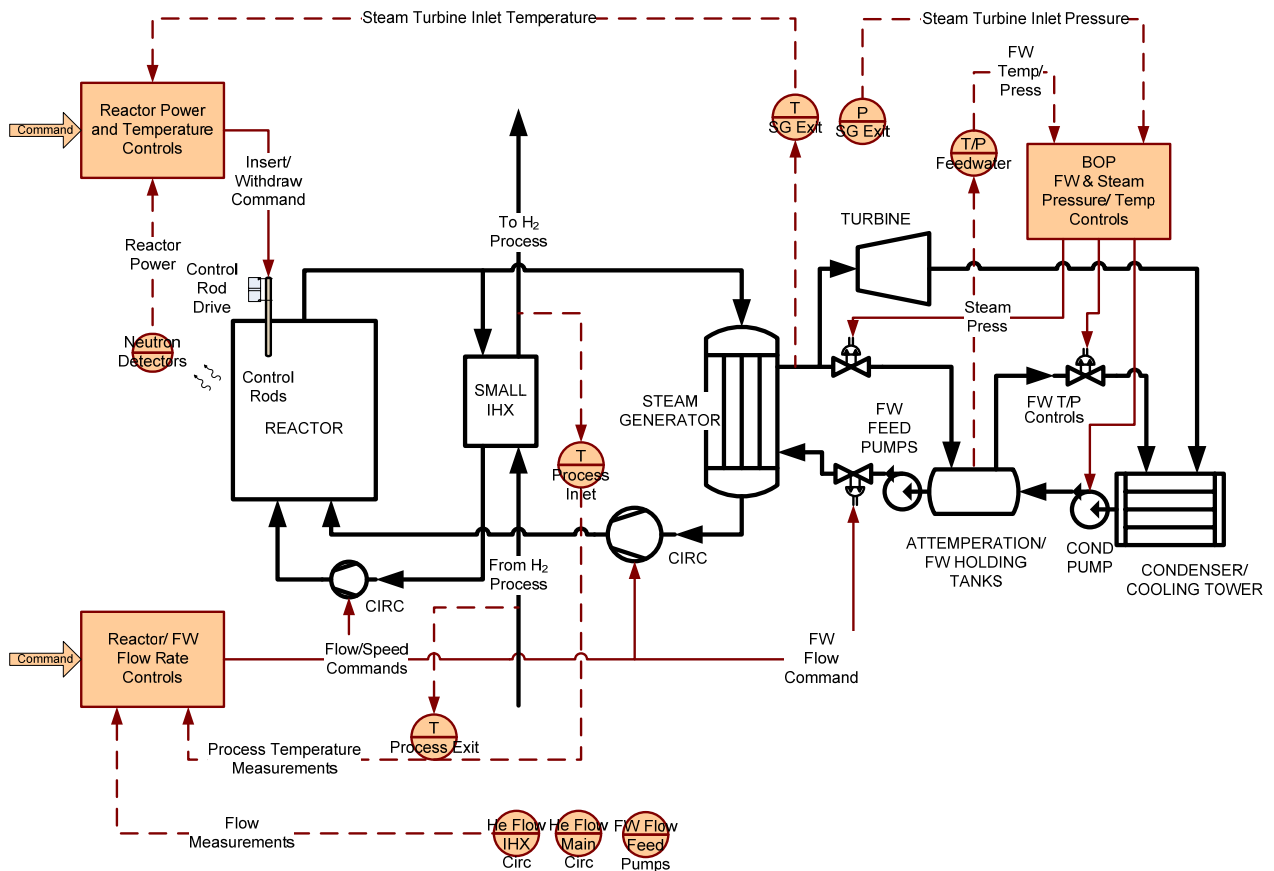 Steam Turbine Inlet Temperature
Steam Turbine Inlet Pressure
FW
Temp/
Press
Command
Reactor Power
and Temperature
Controls
T
SG Exit
P
SG Exit
T/P
Feedwater
BOP
FW & Steam
Pressure/ Temp
Controls
Insert/
Withdraw
Command
To H2
Process
TURBINE
Reactor
Power
Control
Rod
Drive
Steam
Press
Neutron
Detectors
Control
Rods
REACTOR
SMALL
IHX
STEAM
GENERATOR
FW
FEED
PUMPS
FW T/P
Controls
T
Process
Inlet
CIRC
CIRC
From H2
Process
ATTEMPERATION/
FW HOLDING
TANKS
COND
PUMP
CONDENSER/
COOLING TOWER
Command
Reactor/ FW
Flow Rate
Controls
Flow/Speed
Commands
FW
Flow
Command
T
Process Exit
Process Temperature
Measurements
Flow
Measurements
He Flow
IHX
Circ
He Flow
Main
Circ
FW Flow
Feed
Pumps